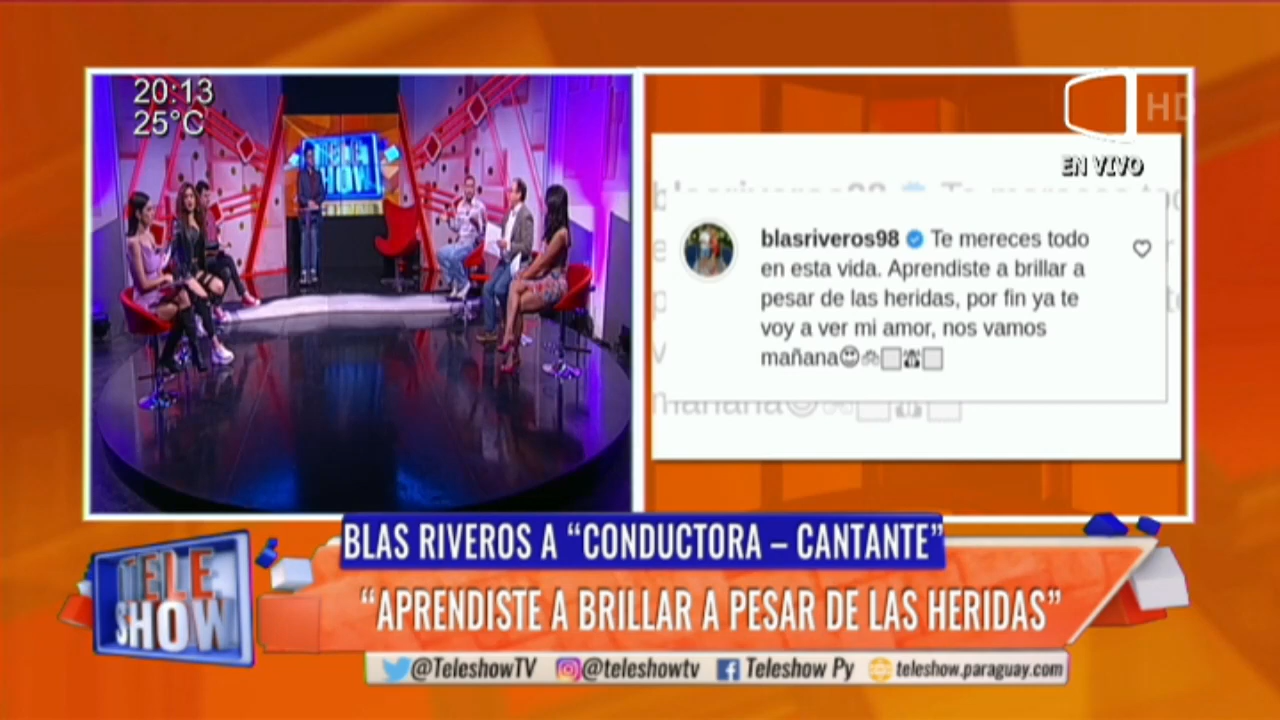 20:13
25°C
TELE
SHOW
HD
EN VIVO
blasriveros98 Te mereces todo
en esta vida. Aprendiste a brillar a
pesar de las heridas, por fin ya te
voy a ver mi amor, nos vamos
mañana😍
BLAS RIVEROS A “CONDUCTORA – CANTANTE”
TELE
SHOW
“APRENDISTE A BRILLAR A PESAR DE LAS HERIDAS”
@TeleshowTV @teleshowtv Teleshow Py teleshow.paraguay.com